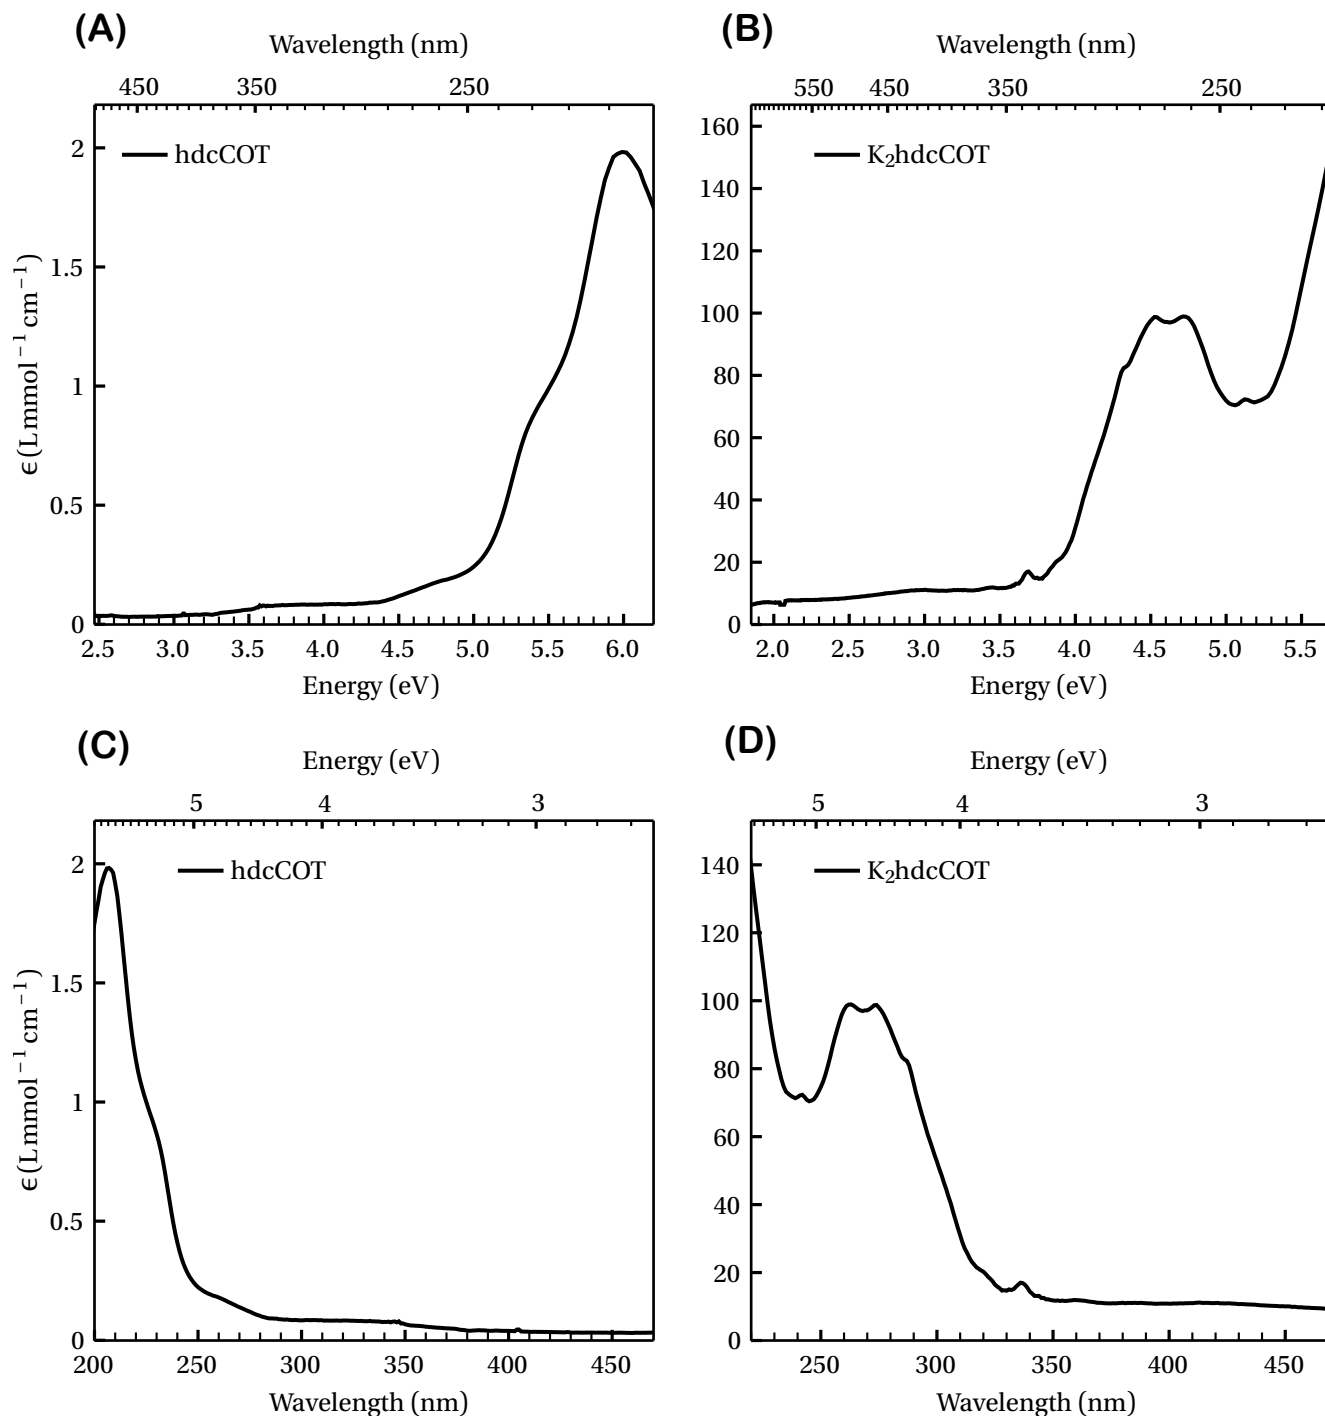 (A)
Wavelength (nm)
450 350 250
hdcCOT
2
1.5
1
0.5
0
ϵ (L mmol⁻¹ cm⁻¹)
2.5 3.0 3.5 4.0 4.5 5.0 5.5 6.0
Energy (eV)
(B)
Wavelength (nm)
550 450 350 250
K₂hdcCOT
160
140
120
100
80
60
40
20
0
2.0 2.5 3.0 3.5 4.0 4.5 5.0 5.5
Energy (eV)
(C)
Energy (eV)
5 4 3
hdcCOT
2
1.5
1
0.5
0
ϵ (L mmol⁻¹ cm⁻¹)
200 250 300 350 400 450
Wavelength (nm)
(D)
Energy (eV)
5 4 3
K₂hdcCOT
140
120
100
80
60
40
20
0
250 300 350 400 450
Wavelength (nm)